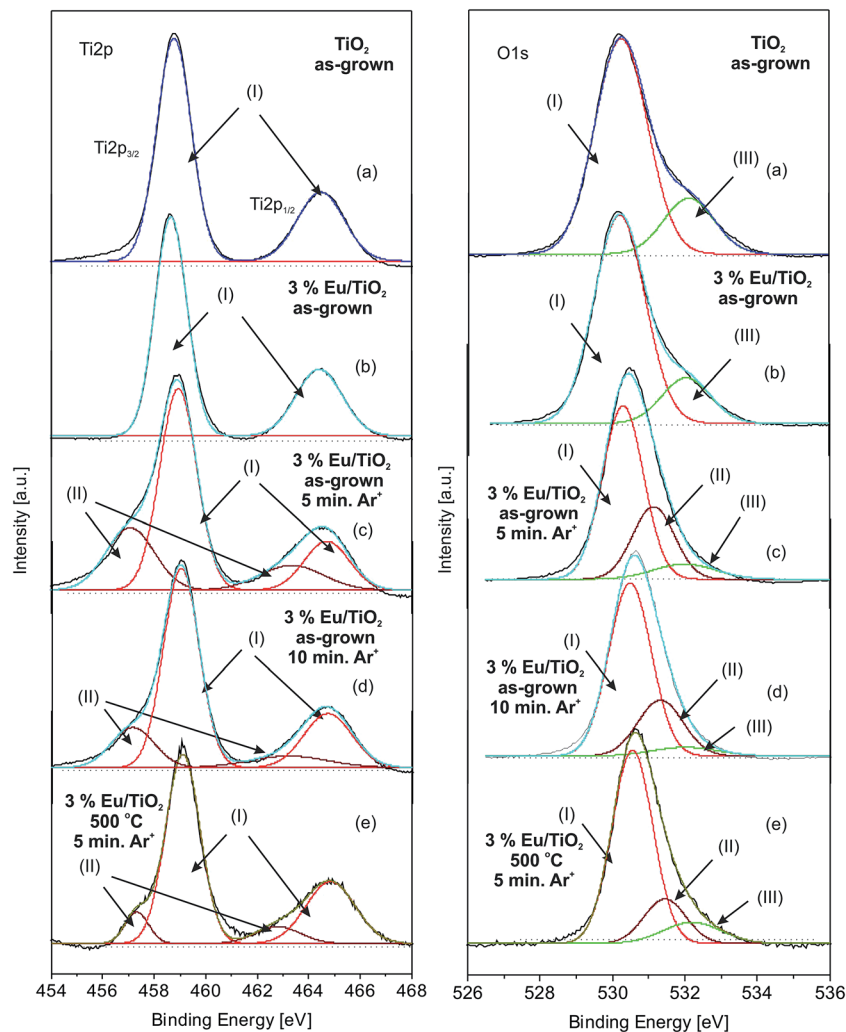 Ti2p
TiO₂
as-grown
(I)
Ti2p₃/₂
(a)
Ti2p₁/₂
3 % Eu/TiO₂
as-grown
(I)
(b)
3 % Eu/TiO₂
as-grown
5 min. Ar⁺
(I)
(II)
(c)
3 % Eu/TiO₂
as-grown
10 min. Ar⁺
(I)
(II)
(d)
3 % Eu/TiO₂
500 °C
5 min. Ar⁺
(I)
(II)
(e)
Intensity [a.u.]
454 456 458 460 462 464 466 468
Binding Energy [eV]
O1s
TiO₂
as-grown
(I)
(III)
(a)
3 % Eu/TiO₂
as-grown
(I)
(III)
(b)
(I)
3 % Eu/TiO₂
as-grown
5 min. Ar⁺
(II)
(III)
(c)
(I)
3 % Eu/TiO₂
as-grown
10 min. Ar⁺
(II)
(d)
(III)
(I)
3 % Eu/TiO₂
500 °C
5 min. Ar⁺
(e)
(II)
(III)
Intensity [a.u.]
526 528 530 532 534 536
Binding Energy [eV]